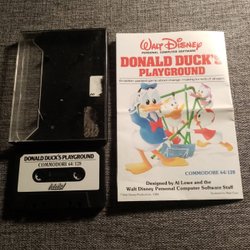 WALT DISNEY
PERSONAL COMPUTER SOFTWARE
DONALD DUCK'S
PLAYGROUND
COMMODORE 64/128
Designed by Al Lowe and the
Walt Disney Personal Computer Software Staff
DONALD DUCK'S PLAYGROUND
COMMODORE 64/128